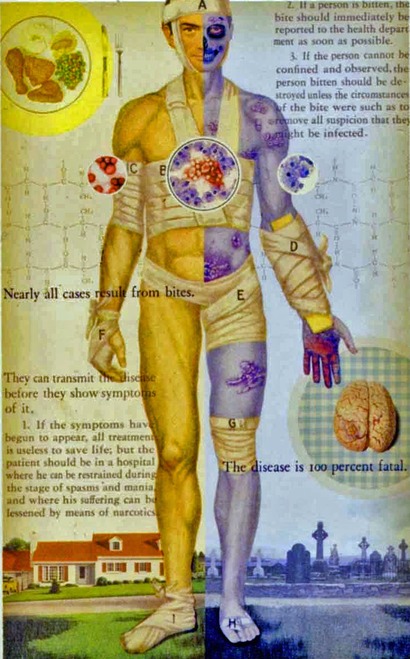 A
2. If a person is bitten, the
bite should immediately be
reported to the health depart
ment as soon as possible.
3. If the person cannot be
confined and observed, the
person bitten should be de-
stroyed unless the circumstances
of the bite were such as to
remove all suspicion that they
might be infected.
C
B
D
Nearly all cases result from bites.
E
F
They can transmit the disease
before they show symptoms
of it.
1. If the symptoms have
begun to appear, all treatment
is useless to save life; but the
patient should be in a hospital
where he can be restrained during
the stage of spasms and mania,
and where his suffering can be
lessened by means of narcotics
G
The disease is 100 percent fatal.
H
I